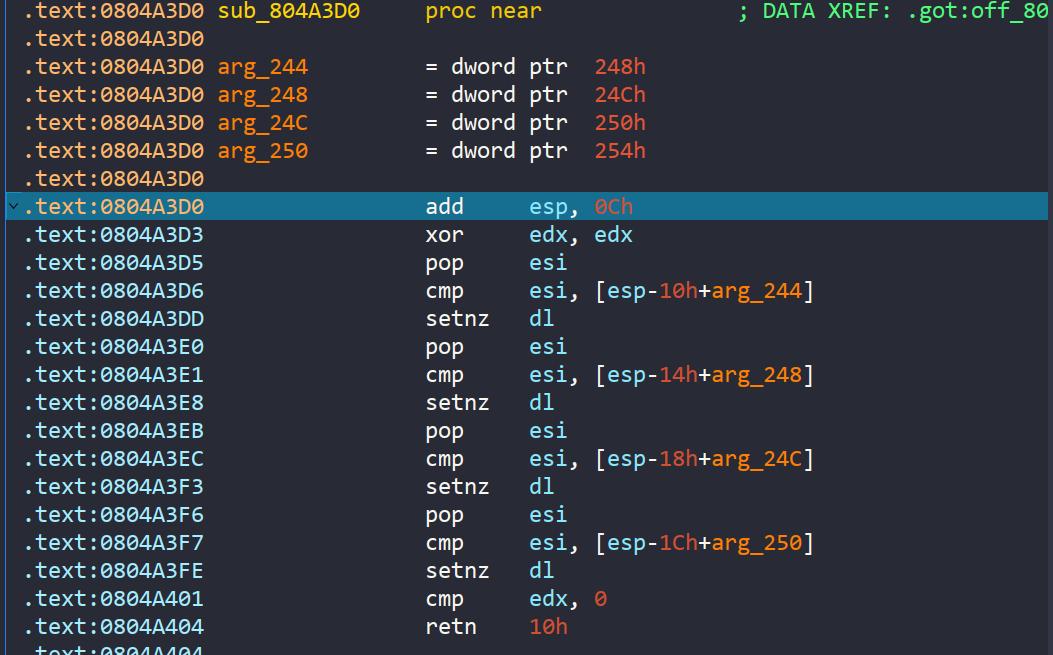 .text:0804A3D0 sub_804A3D0     proc near               ; DATA XREF: .got:off_80
.text:0804A3D0
.text:0804A3D0 arg_244         = dword ptr  248h
.text:0804A3D0 arg_248         = dword ptr  24Ch
.text:0804A3D0 arg_24C         = dword ptr  250h
.text:0804A3D0 arg_250         = dword ptr  254h
.text:0804A3D0
.text:0804A3D0                 add     esp, 0Ch
.text:0804A3D3                 xor     edx, edx
.text:0804A3D5                 pop     esi
.text:0804A3D6                 cmp     esi, [esp-10h+arg_244]
.text:0804A3DD                 setnz   dl
.text:0804A3E0                 pop     esi
.text:0804A3E1                 cmp     esi, [esp-14h+arg_248]
.text:0804A3E8                 setnz   dl
.text:0804A3EB                 pop     esi
.text:0804A3EC                 cmp     esi, [esp-18h+arg_24C]
.text:0804A3F3                 setnz   dl
.text:0804A3F6                 pop     esi
.text:0804A3F7                 cmp     esi, [esp-1Ch+arg_250]
.text:0804A3FE                 setnz   dl
.text:0804A401                 cmp     edx, 0
.text:0804A404                 retn    10h
.text:0804A404